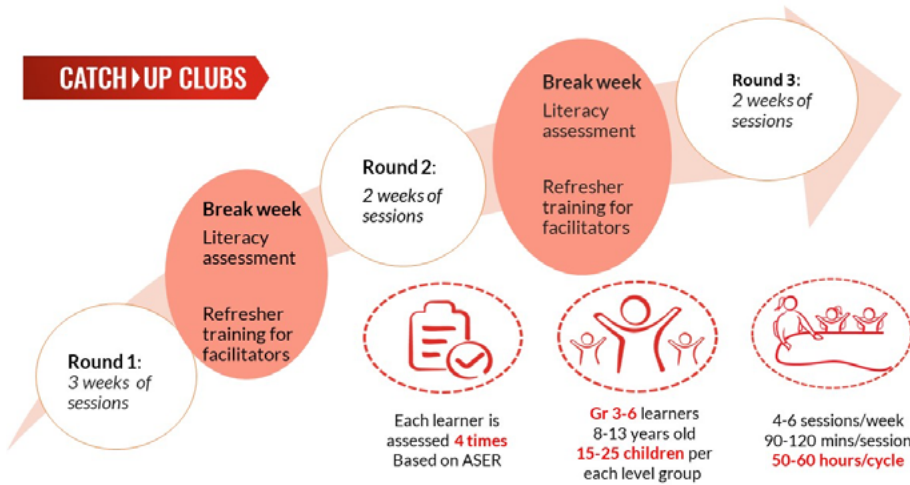 CATCH▶UP CLUBS
Round 1:
3 weeks of
sessions
Break week
Literacy
assessment
Refresher
training for
facilitators
Round 2:
2 weeks of
sessions
Break week
Literacy
assessment
Refresher
training for
facilitators
Round 3:
2 weeks of
sessions
Each learner is
assessed 4 times
Based on ASER
Gr 3-6 learners
8-13 years old
15-25 children per
each level group
4-6 sessions/week
90-120 mins/session
50-60 hours/cycle